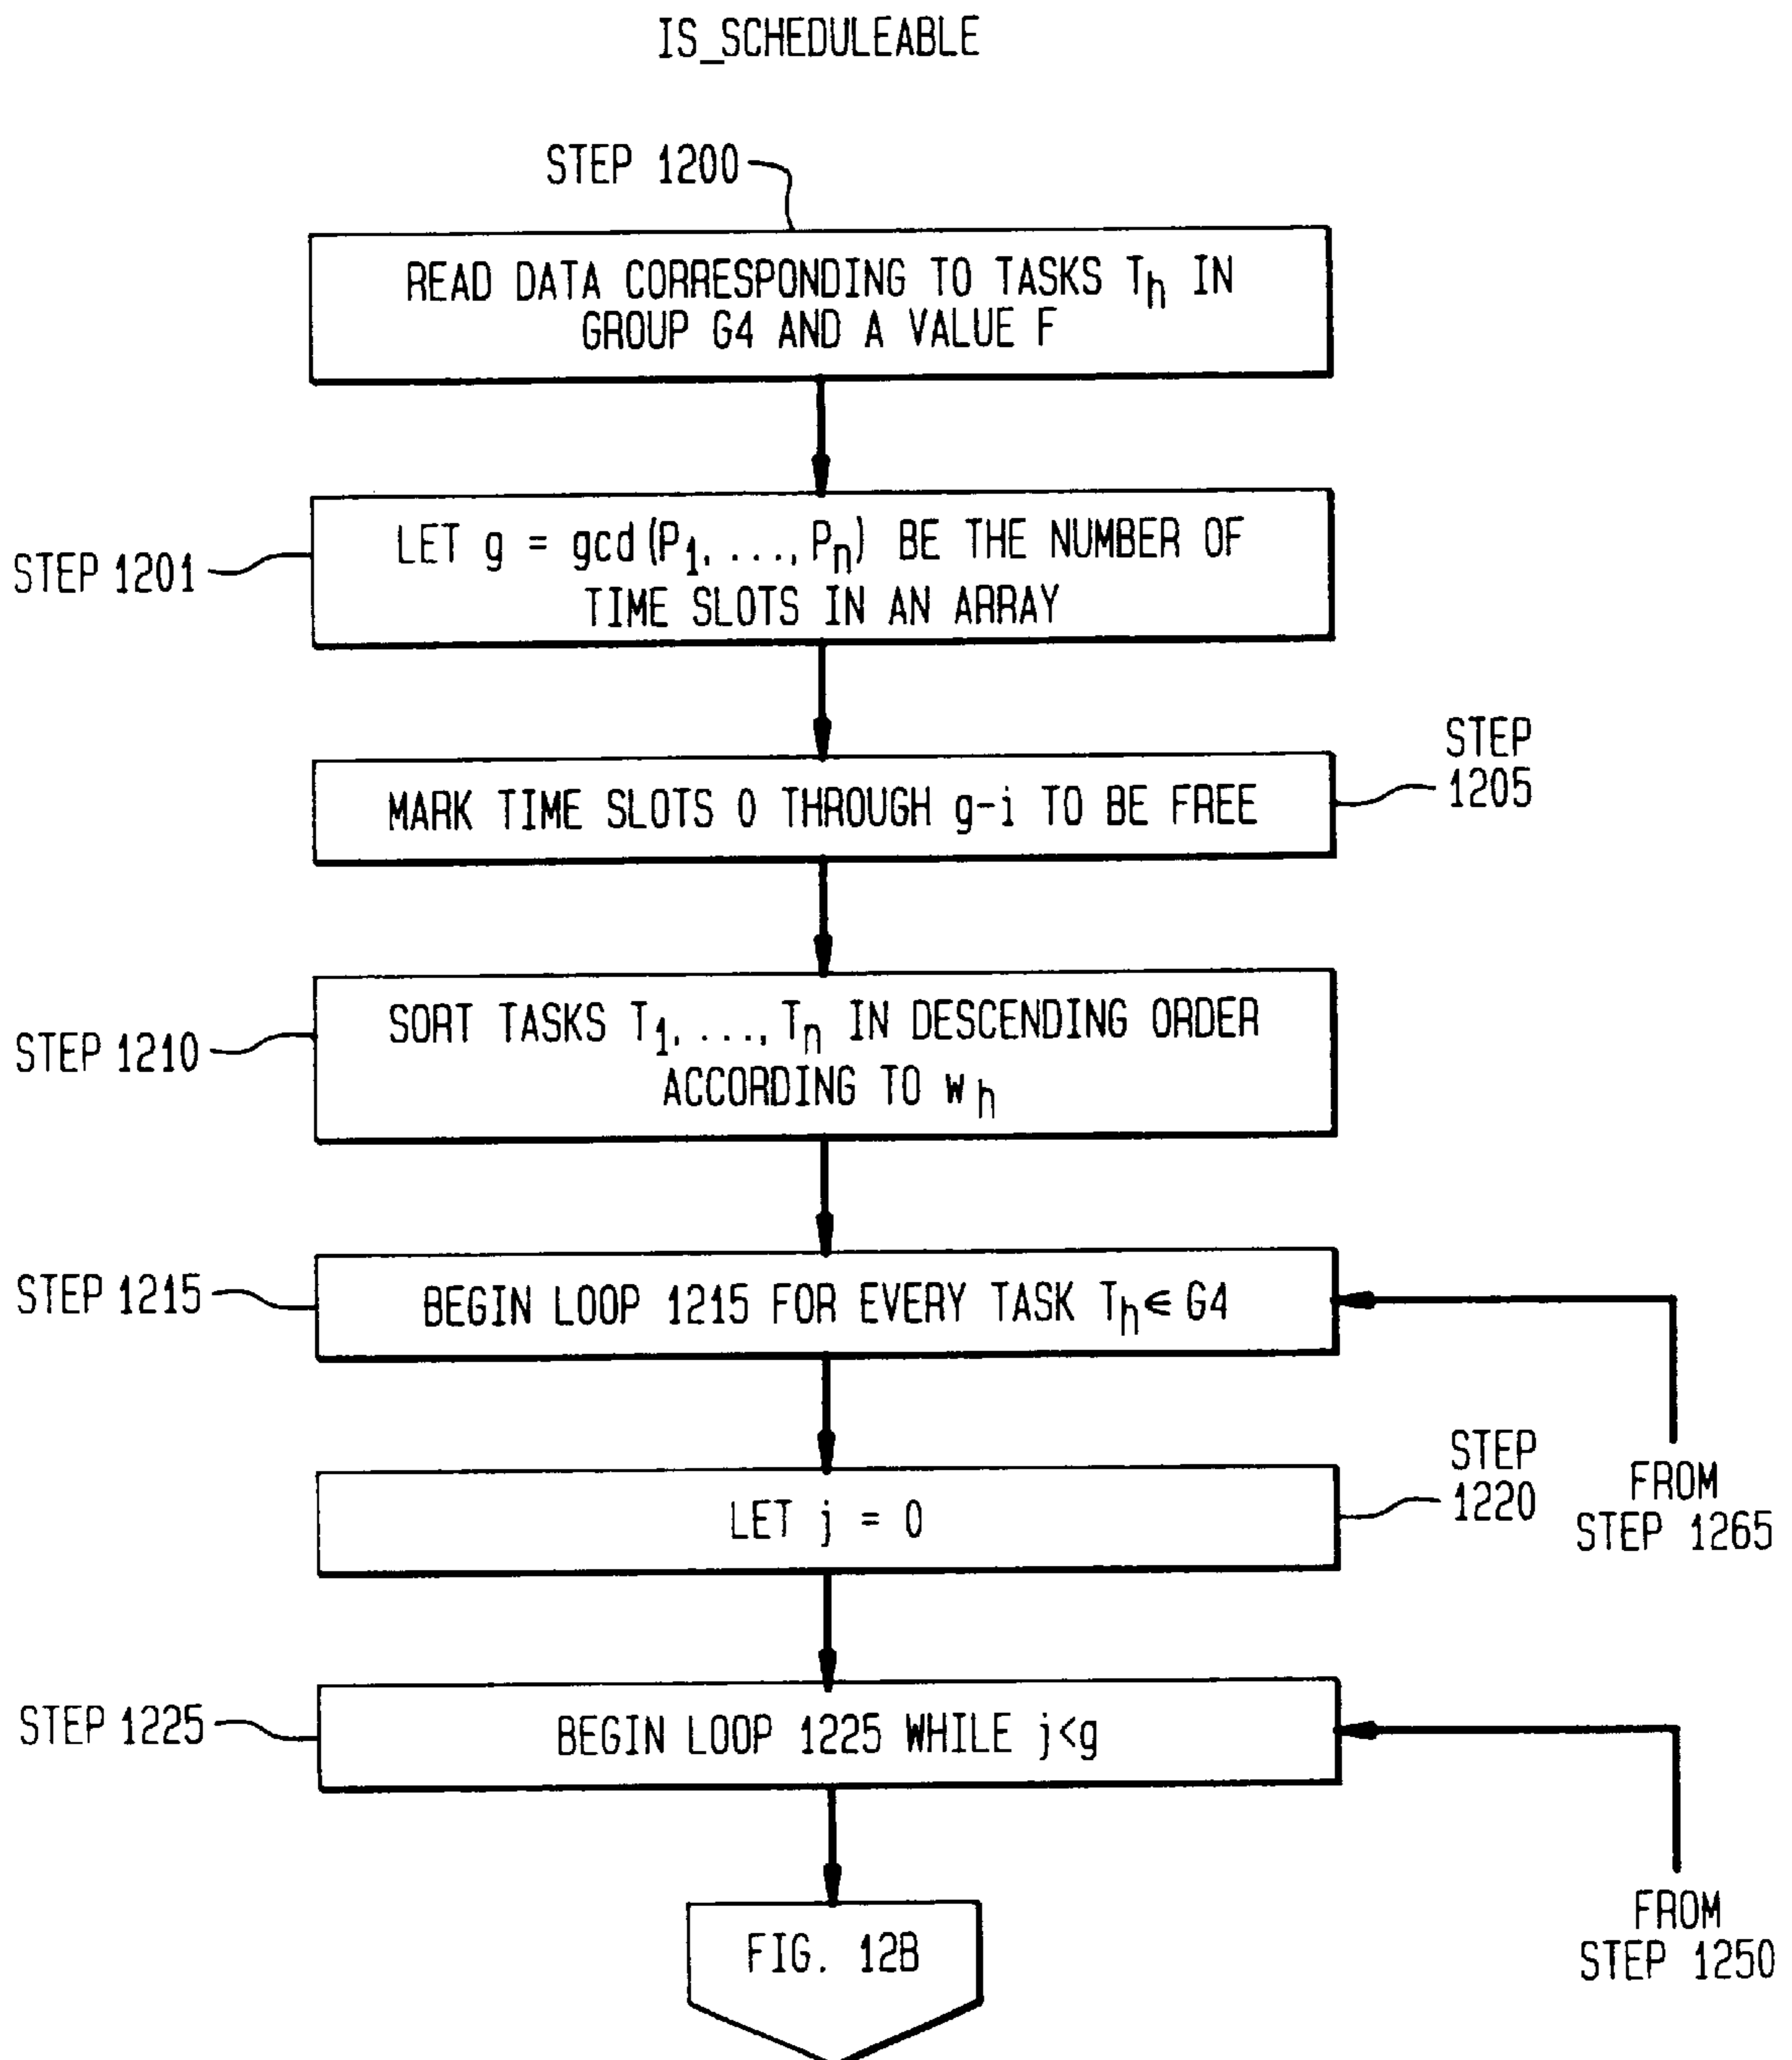 IS_SCHEDULEABLE
STEP 1200
READ DATA CORRESPONDING TO TASKS Th IN
GROUP G4 AND A VALUE F
STEP 1201
LET g = gcd(P1, ..., Pn) BE THE NUMBER OF
TIME SLOTS IN AN ARRAY
STEP
1205
MARK TIME SLOTS 0 THROUGH g-i TO BE FREE
STEP 1210
SORT TASKS T1, ..., Tn IN DESCENDING ORDER
ACCORDING TO wh
STEP 1215
BEGIN LOOP 1215 FOR EVERY TASK Th∈ G4
STEP
1220
LET j = 0
FROM
STEP 1265
STEP 1225
BEGIN LOOP 1225 WHILE j<g
FROM
STEP 1250
FIG. 12B